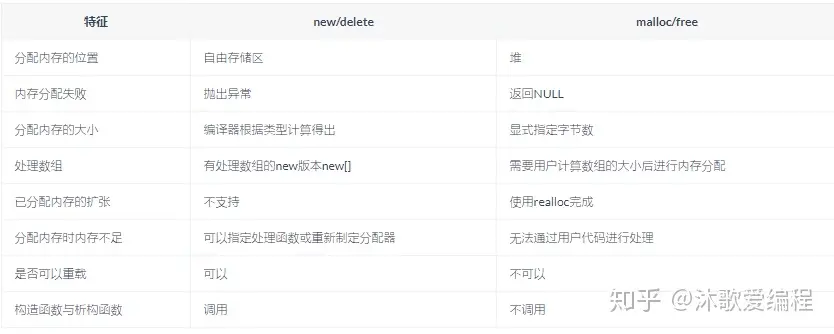 特征 new/delete malloc/free
分配内存的位置 自由存储区 堆
内存分配失败 抛出异常 返回NULL
分配内存的大小 编译器根据类型计算得出 显式指定字节数
处理数组 有处理数组的new版本new[] 需要用户计算数组的大小后进行内存分配
已分配内存的扩张 不支持 使用realloc完成
分配内存时内存不足 可以指定处理函数或重新制定分配器 无法通过用户代码进行处理
是否可以重载 可以 不可以
构造函数与析构函数 调用 不调用
知乎 @沐歌爱编程